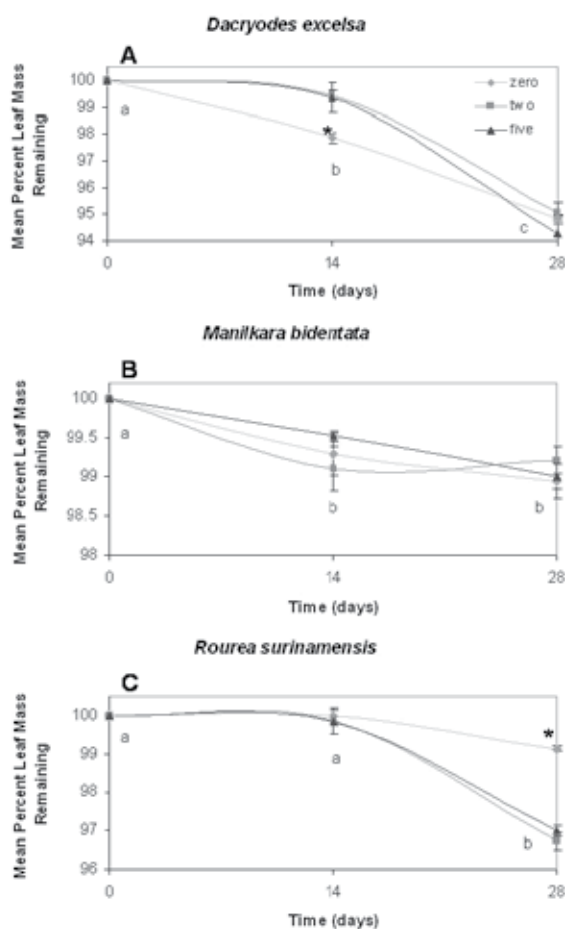 Dacryodes excelsa
A
100
99
98
97
96
95
94
Mean Percent Leaf Mass
Remaining
a
*
b
c
zero
two
five
0
14
28
Time (days)
Manilkara bidentata
B
100
99.5
99
98.5
98
Mean Percent Leaf Mass
Remaining
a
b
b
0
14
28
Time (days)
Rourea surinamensis
C
100
99
98
97
96
Mean Percent Leaf Mass
Remaining
a
a
*
b
0
14
28
Time (days)